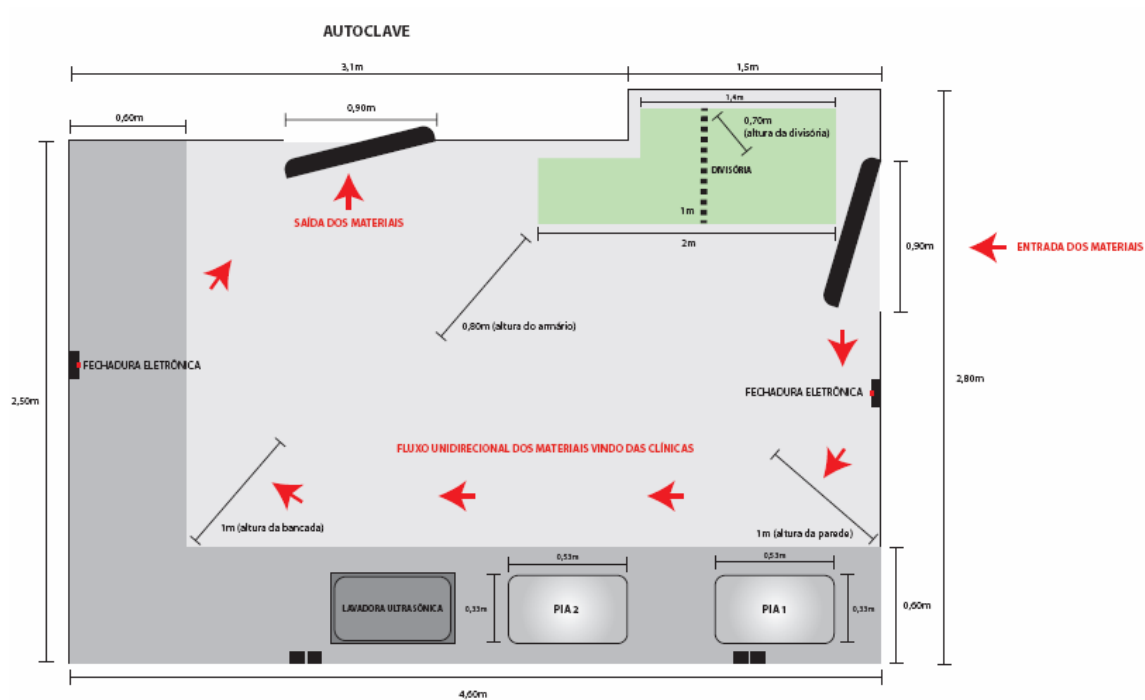 AUTOCLAVE
3,1m
1,5m
1,4m
0,60m
0,90m
0,70m
(altura da divisória)
DIVISÓRIA
SAÍDA DOS MATERIAIS
1m
2m
0,90m
ENTRADA DOS MATERIAIS
0,80m (altura do armário)
FECHADURA ELETRÔNICA
2,80m
FECHADURA ELETRÔNICA
2,50m
FLUXO UNIDIRECIONAL DOS MATERIAIS VINDO DAS CLÍNICAS
1m (altura da bancada)
1m (altura da parede)
0,53m
0,53m
LAVADORA ULTRASÔNICA
0,33m
PIA 2
PIA 1
0,33m
0,60m
4,60m